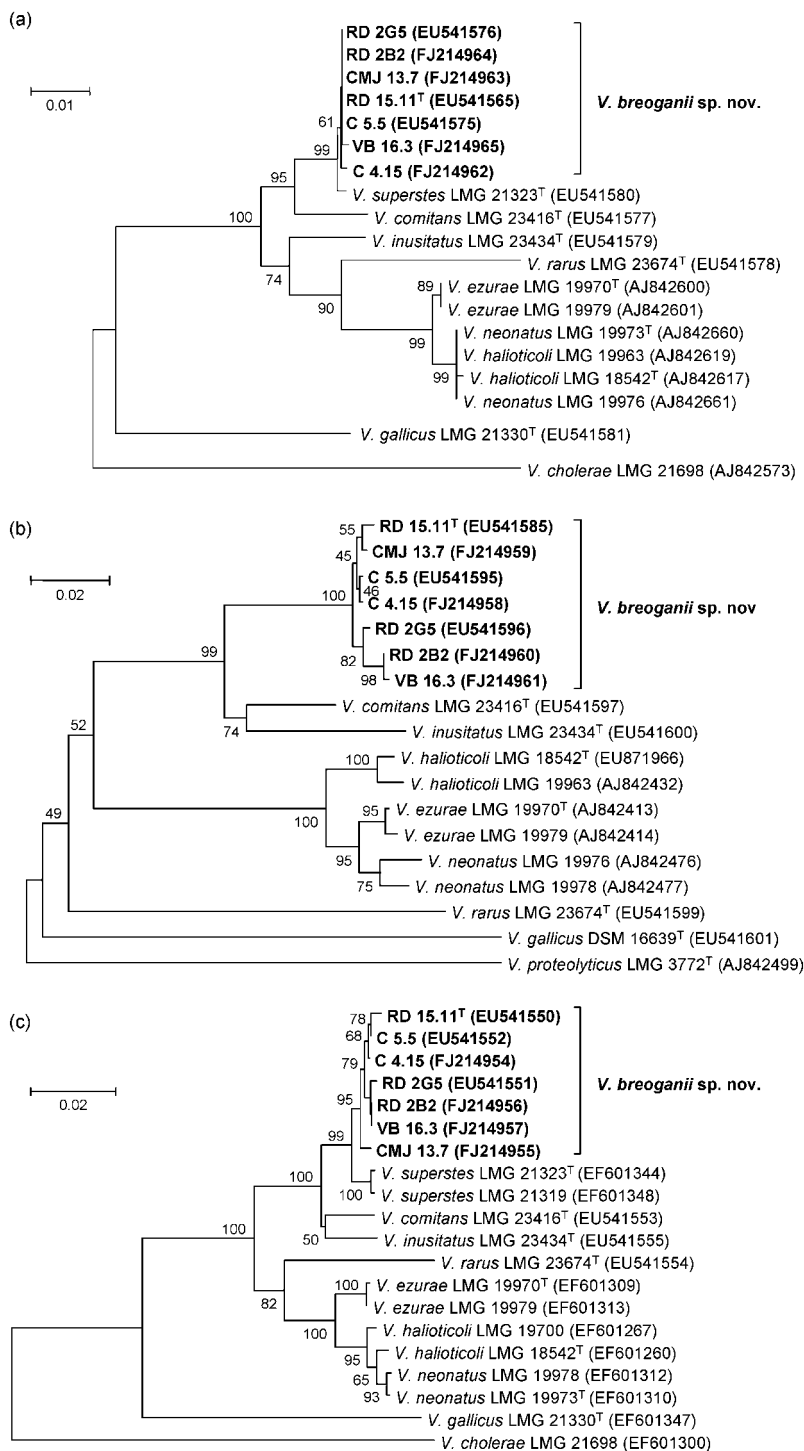 (a)
RD 2G5 (EU541576)
RD 2B2 (FJ214964)
CMJ 13.7 (FJ214963)
0.01
RD 15.11ᵀ (EU541565)
V. breoganii sp. nov.
61
C 5.5 (EU541575)
99
VB 16.3 (FJ214965)
95
C 4.15 (FJ214962)
V. superstes LMG 21323ᵀ (EU541580)
100
V. comitans LMG 23416ᵀ (EU541577)
V. inusitatus LMG 23434ᵀ (EU541579)
74
V. rarus LMG 23674ᵀ (EU541578)
89
V. ezurae LMG 19970ᵀ (AJ842600)
90
V. ezurae LMG 19979 (AJ842601)
99
V. neonatus LMG 19973ᵀ (AJ842660)
V. halioticoli LMG 19963 (AJ842619)
99
V. halioticoli LMG 18542ᵀ (AJ842617)
V. neonatus LMG 19976 (AJ842661)
V. gallicus LMG 21330ᵀ (EU541581)
V. cholerae LMG 21698 (AJ842573)
(b)
55
RD 15.11ᵀ (EU541585)
45
CMJ 13.7 (FJ214959)
0.02
C 5.5 (EU541595)
46
100
C 4.15 (FJ214958)
V. breoganii sp. nov
RD 2G5 (EU541596)
99
82
RD 2B2 (FJ214960)
98
VB 16.3 (FJ214961)
V. comitans LMG 23416ᵀ (EU541597)
52
74
V. inusitatus LMG 23434ᵀ (EU541600)
100
V. halioticoli LMG 18542ᵀ (EU871966)
V. halioticoli LMG 19963 (AJ842432)
49
100
95
V. ezurae LMG 19970ᵀ (AJ842413)
V. ezurae LMG 19979 (AJ842414)
95
V. neonatus LMG 19976 (AJ842476)
75
V. neonatus LMG 19978 (AJ842477)
V. rarus LMG 23674ᵀ (EU541599)
V. gallicus DSM 16639ᵀ (EU541601)
V. proteolyticus LMG 3772ᵀ (AJ842499)
(c)
78
RD 15.11ᵀ (EU541550)
68
C 5.5 (EU541552)
79
C 4.15 (FJ214954)
0.02
RD 2G5 (EU541551)
V. breoganii sp. nov.
95
RD 2B2 (FJ214956)
VB 16.3 (FJ214957)
99
CMJ 13.7 (FJ214955)
V. superstes LMG 21323ᵀ (EF601344)
100
100
V. superstes LMG 21319 (EF601348)
V. comitans LMG 23416ᵀ (EU541553)
100
50
V. inusitatus LMG 23434ᵀ (EU541555)
V. rarus LMG 23674ᵀ (EU541554)
82
100
V. ezurae LMG 19970ᵀ (EF601309)
V. ezurae LMG 19979 (EF601313)
100
V. halioticoli LMG 19700 (EF601267)
95
V. halioticoli LMG 18542ᵀ (EF601260)
65
V. neonatus LMG 19978 (EF601312)
93
V. neonatus LMG 19973ᵀ (EF601310)
V. gallicus LMG 21330ᵀ (EF601347)
V. cholerae LMG 21698 (EF601300)